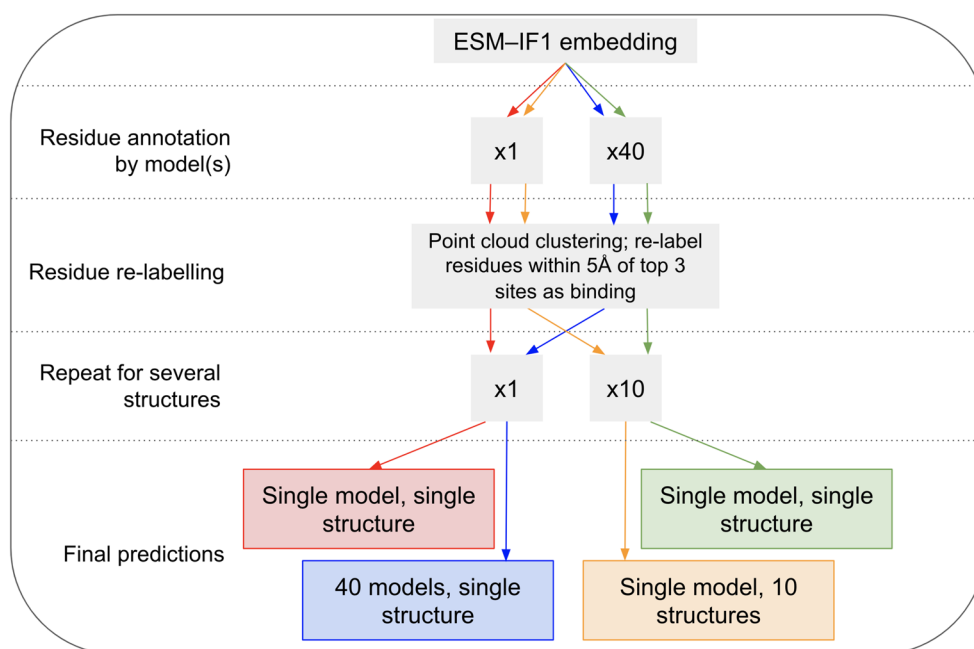 ESM–IF1 embedding
Residue annotation
by model(s)
x1
x40
Residue re-labelling
Point cloud clustering; re-label
residues within 5Å of top 3
sites as binding
Repeat for several
structures
x1
x10
Final predictions
Single model, single
structure
Single model, single
structure
40 models, single
structure
Single model, 10
structures